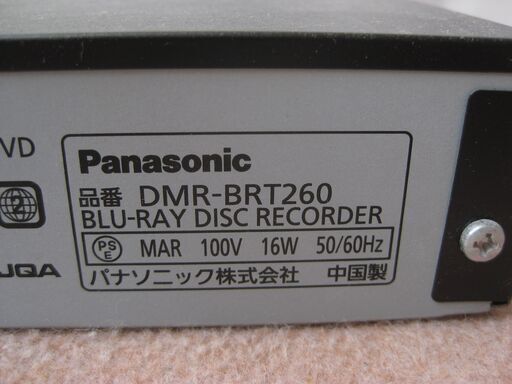 VD
Panasonic
品番 DMR-BRT260
BLU-RAY DISC RECORDER
PSE MAR 100V 16W 50/60Hz
パナソニック株式会社 中国製
2
UQA